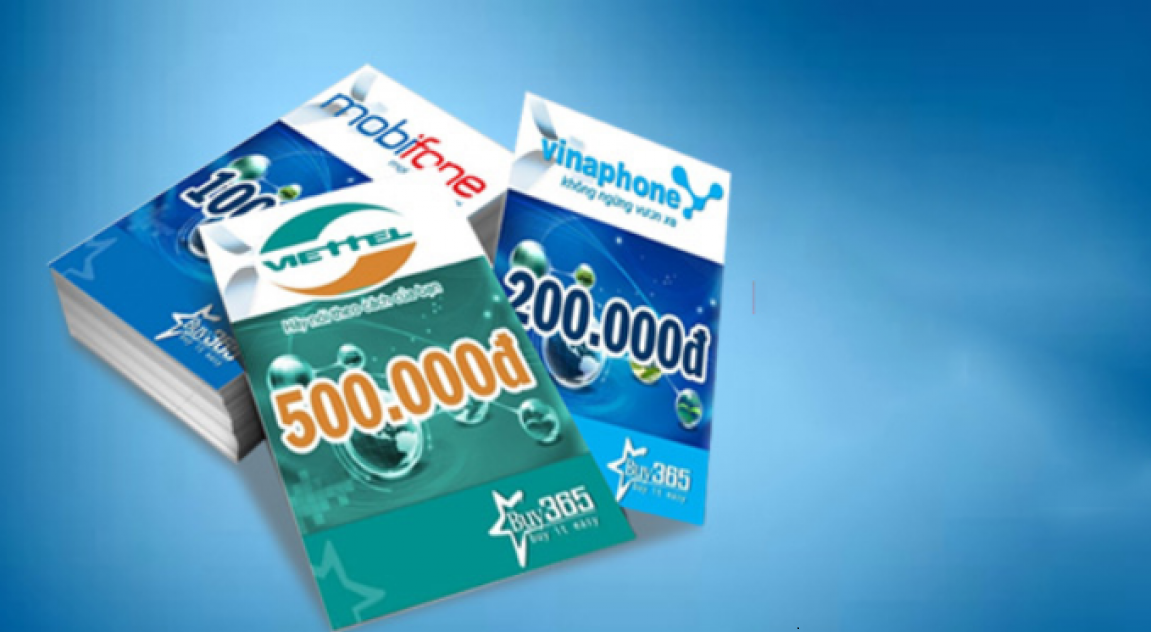 mobifone
100
Buy365
VIETTEL
Hãy nói theo cách của bạn
500.000đ
Buy365
buy it easy
vinaphone
không ngừng vươn xa
200.000đ
Buy365
buy it easy